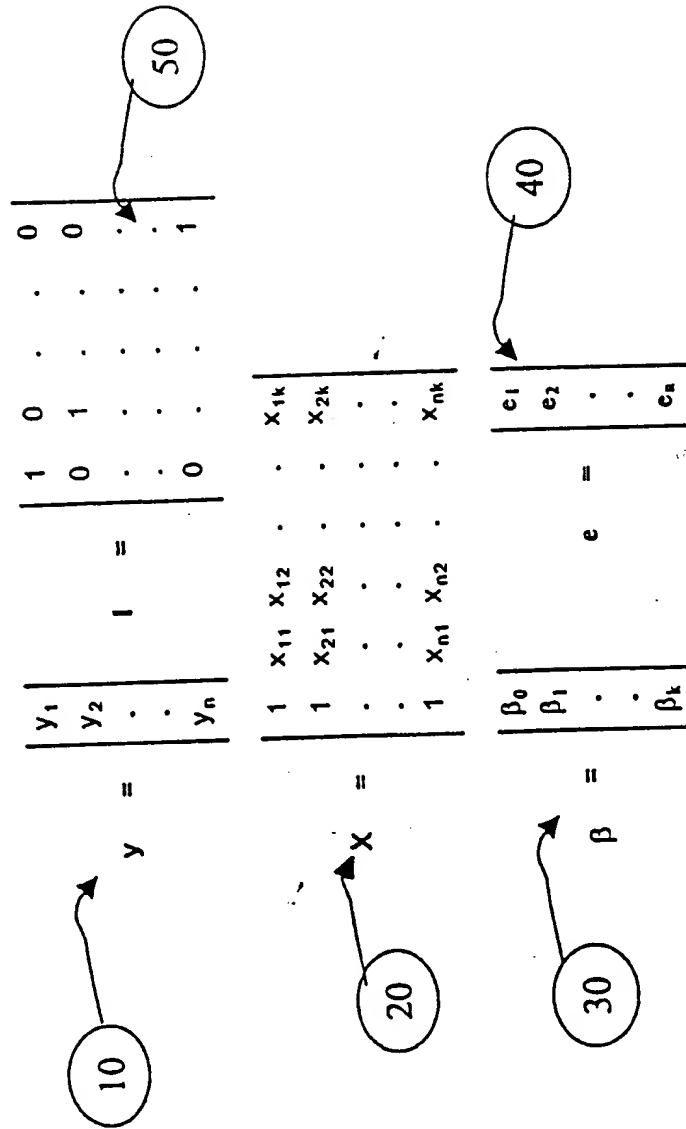 10 y = | y₁ | I = | 1 0 . . 0 | 50
| y₂ | | 0 1 . . 0 |
| . | | . . . . . |
| . | | . . . . . |
| yₙ | | 0 . . . 1 |
20 X = | 1 x₁₁ x₁₂ . . x₁ₖ |
| 1 x₂₁ x₂₂ . . x₂ₖ |
| . . . . . . |
| . . . . . . |
| 1 xₙ₁ xₙ₂ . . xₙₖ |
30 β = | β₀ | e = | e₁ | 40
| β₁ | | e₂ |
| . | | . |
| . | | . |
| βₖ | | eₙ |